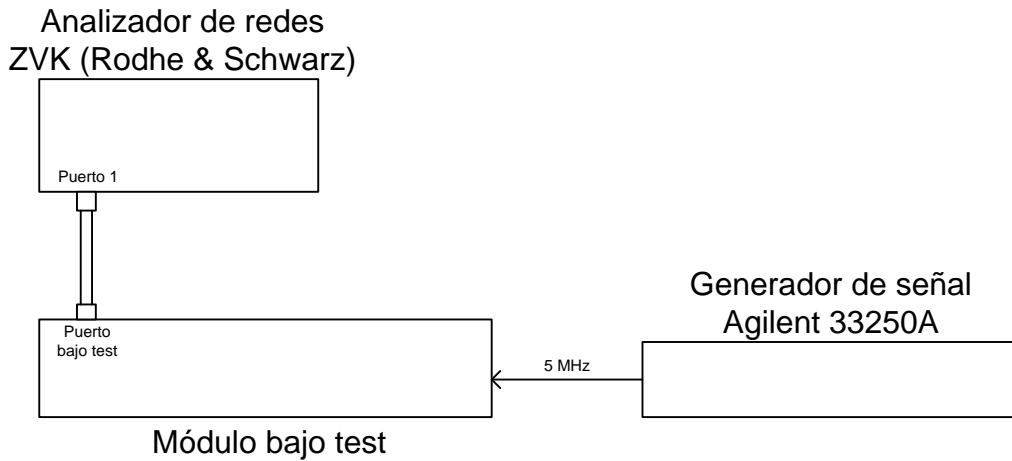 Analizador de redes
ZVK (Rodhe & Schwarz)
Puerto 1
Puerto
bajo test
Módulo bajo test
5 MHz
Generador de señal
Agilent 33250A